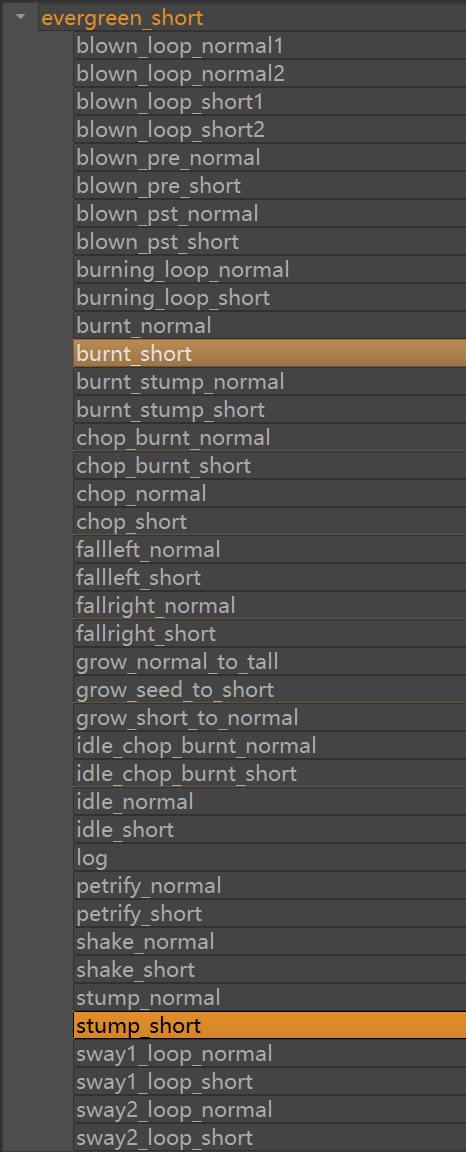 evergreen_short
blown_loop_normal1
blown_loop_normal2
blown_loop_short1
blown_loop_short2
blown_pre_normal
blown_pre_short
blown_pst_normal
blown_pst_short
burning_loop_normal
burning_loop_short
burnt_normal
burnt_short
burnt_stump_normal
burnt_stump_short
chop_burnt_normal
chop_burnt_short
chop_normal
chop_short
fallleft_normal
fallleft_short
fallright_normal
fallright_short
grow_normal_to_tall
grow_seed_to_short
grow_short_to_normal
idle_chop_burnt_normal
idle_chop_burnt_short
idle_normal
idle_short
log
petrify_normal
petrify_short
shake_normal
shake_short
stump_normal
stump_short
sway1_loop_normal
sway1_loop_short
sway2_loop_normal
sway2_loop_short